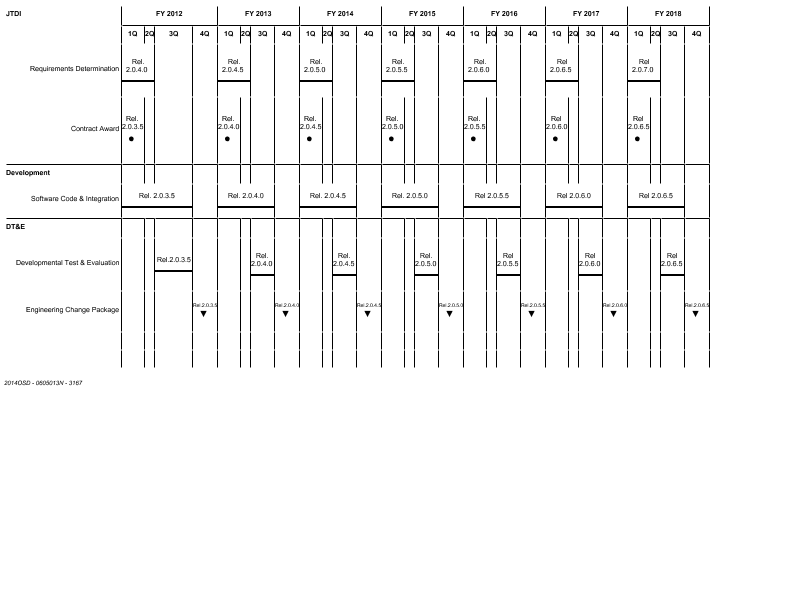 JTDI FY 2012 FY 2013 FY 2014 FY 2015 FY 2016 FY 2017 FY 2018
1Q 2Q 3Q 4Q 1Q 2Q 3Q 4Q 1Q 2Q 3Q 4Q 1Q 2Q 3Q 4Q 1Q 2Q 3Q 4Q 1Q 2Q 3Q 4Q 1Q 2Q 3Q 4Q
Rel. Rel. Rel. Rel. Rel. Rel. Rel.
Requirements Determination 2.0.4.0 2.0.4.5 2.0.5.0 2.0.5.5 2.0.6.0 2.0.6.5 2.0.7.0
Rel. Rel. Rel. Rel. Rel. Rel. Rel.
Contract Award 2.0.3.5 2.0.4.0 2.0.4.5 2.0.5.0 2.0.5.5 2.0.6.0 2.0.6.5
Development
Software Code & Integration Rel. 2.0.3.5 Rel. 2.0.4.0 Rel. 2.0.4.5 Rel. 2.0.5.0 Rel 2.0.5.5 Rel. 2.0.6.0 Rel 2.0.6.5
DT&E
Rel. Rel. Rel. Rel. Rel Rel
Developmental Test & Evaluation Rel.2.0.3.5 2.0.4.0 2.0.4.5 2.0.5.0 2.0.5.5 2.0.6.0 2.0.6.5
Engineering Change Package Rel.2.0.3.5 Rel.2.0.4.0 Rel.2.0.4.5 Rel.2.0.5.0 Rel.2.0.5.5 Rel.2.0.6.0 Rel.2.0.6.5
2014OSD - 0605013N - 3167